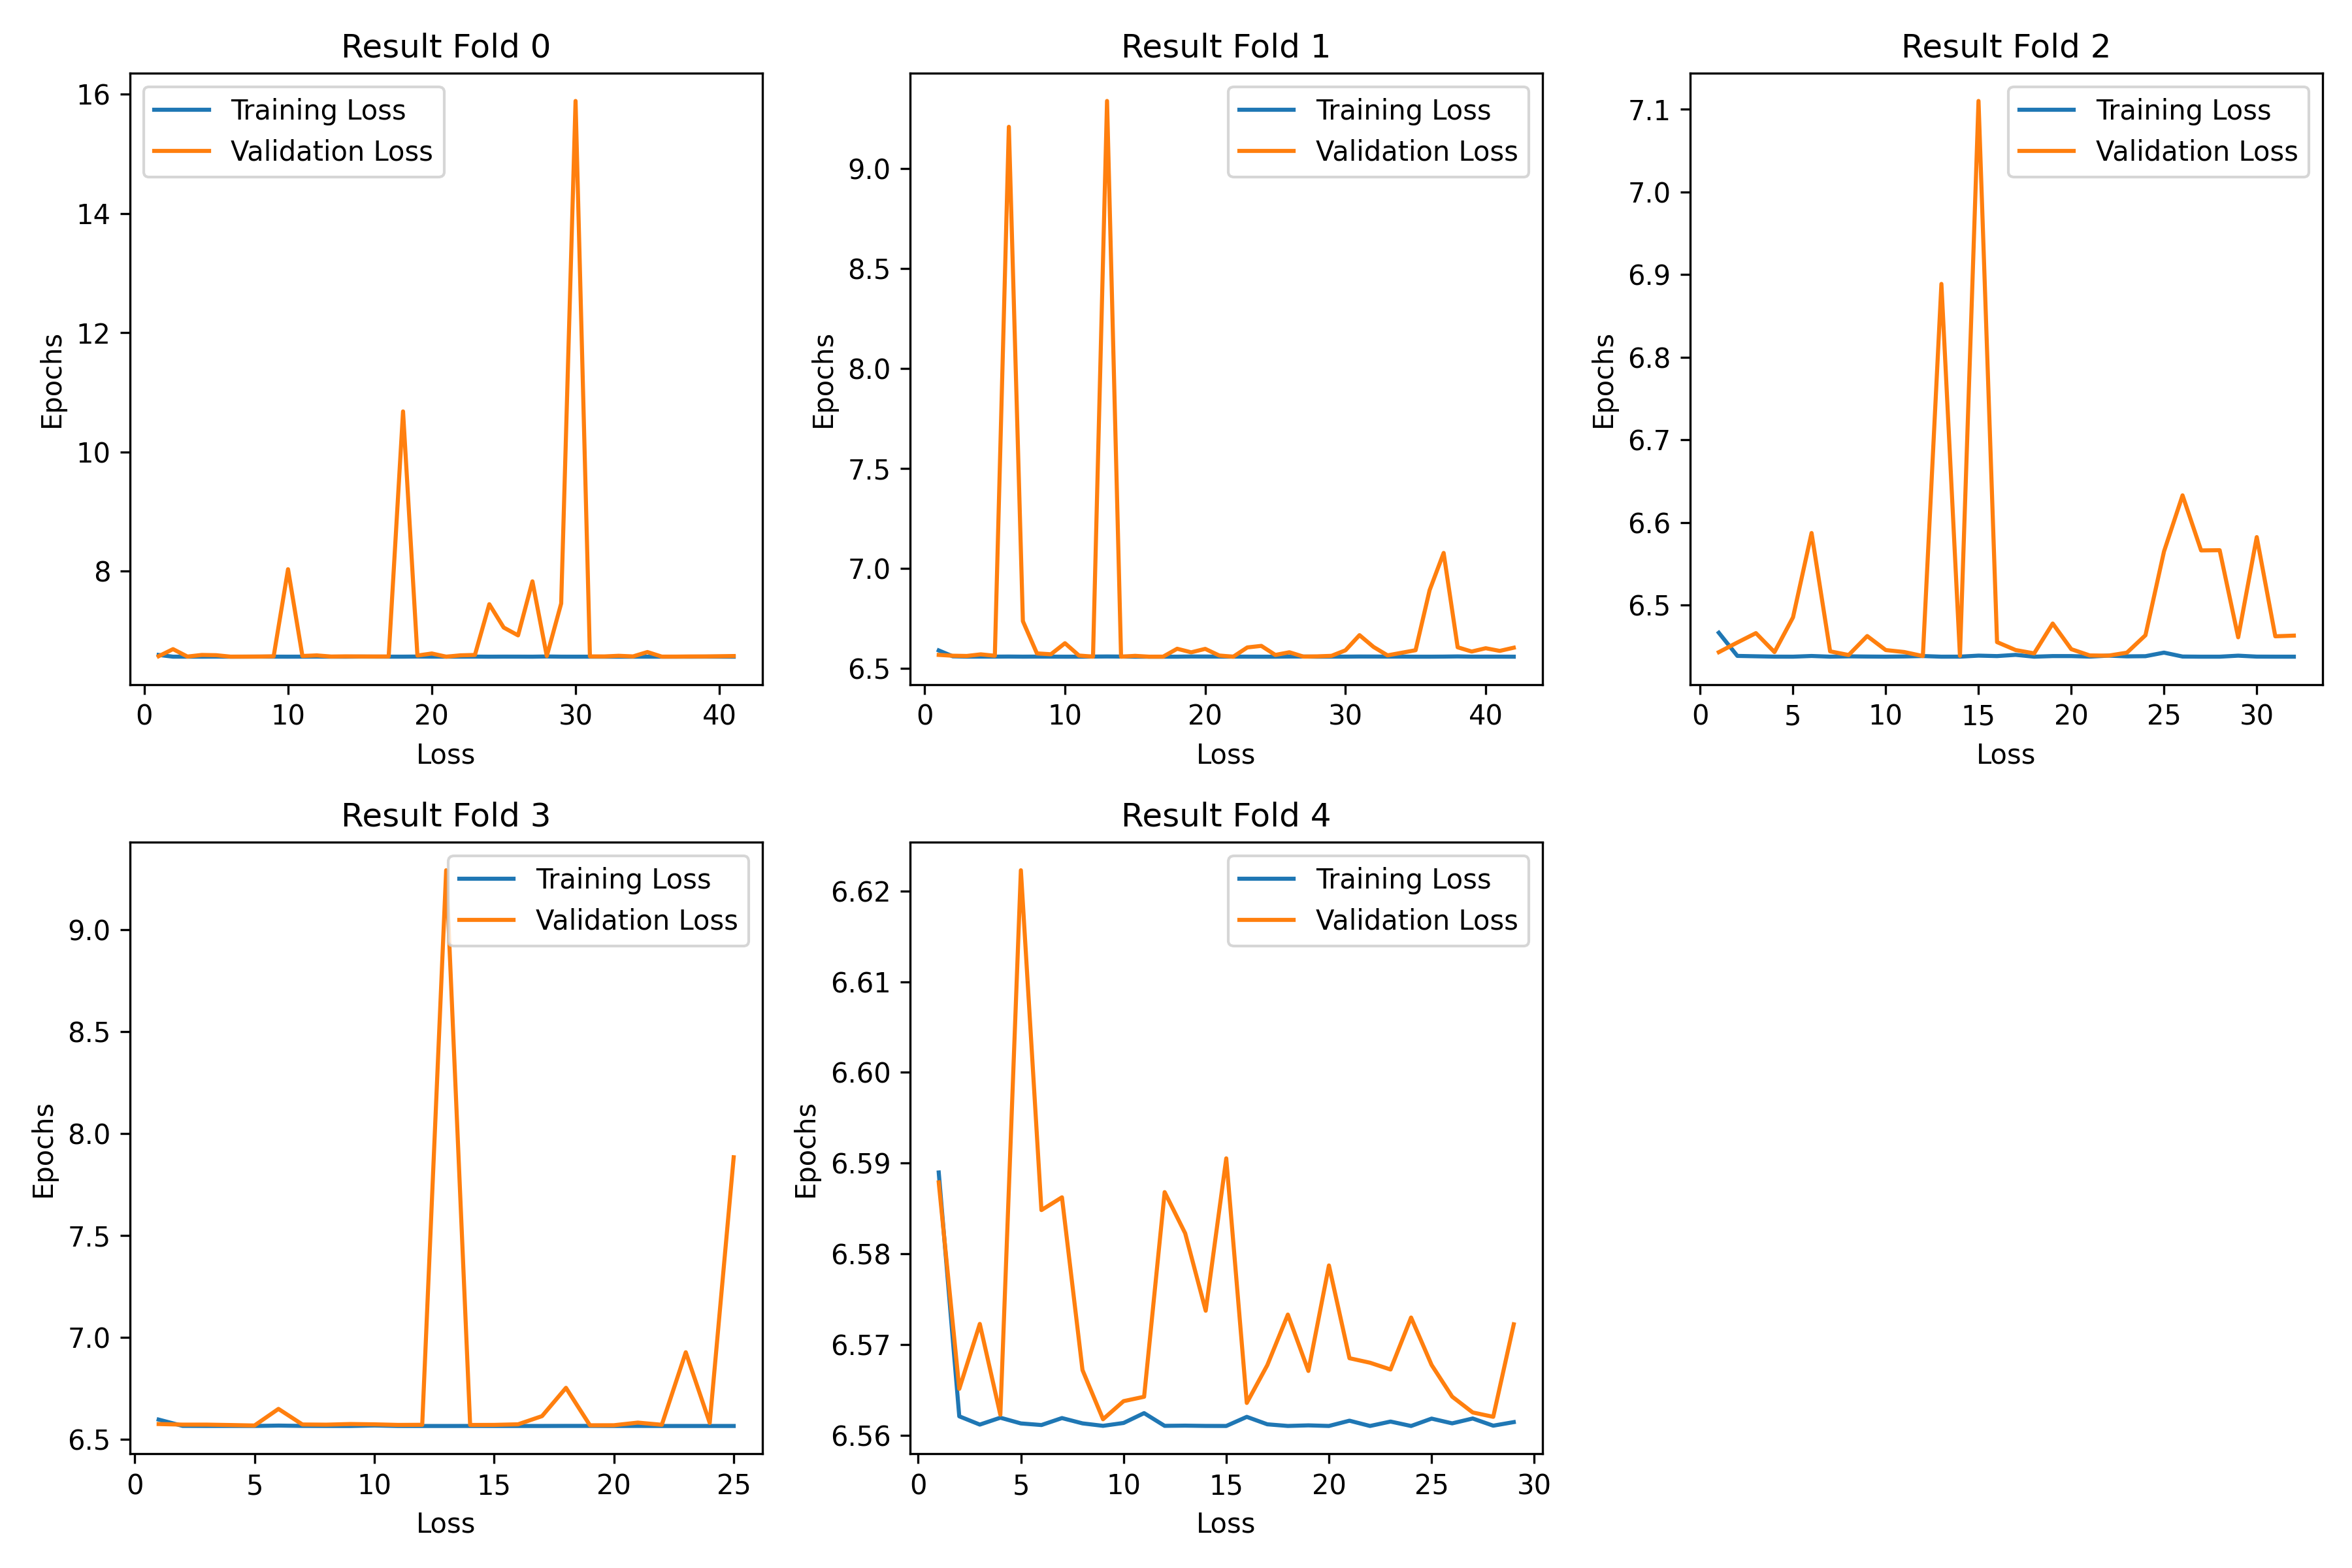 Result Fold 0
Training Loss
Validation Loss
16
14
12
10
8
Epochs
0 10 20 30 40
Loss
Result Fold 1
Training Loss
Validation Loss
9.0
8.5
8.0
7.5
7.0
6.5
Epochs
0 10 20 30 40
Loss
Result Fold 2
Training Loss
Validation Loss
7.1
7.0
6.9
6.8
6.7
6.6
6.5
Epochs
0 5 10 15 20 25 30
Loss
Result Fold 3
Training Loss
Validation Loss
9.0
8.5
8.0
7.5
7.0
6.5
Epochs
0 5 10 15 20 25
Loss
Result Fold 4
Training Loss
Validation Loss
6.62
6.61
6.60
6.59
6.58
6.57
6.56
Epochs
0 5 10 15 20 25 30
Loss